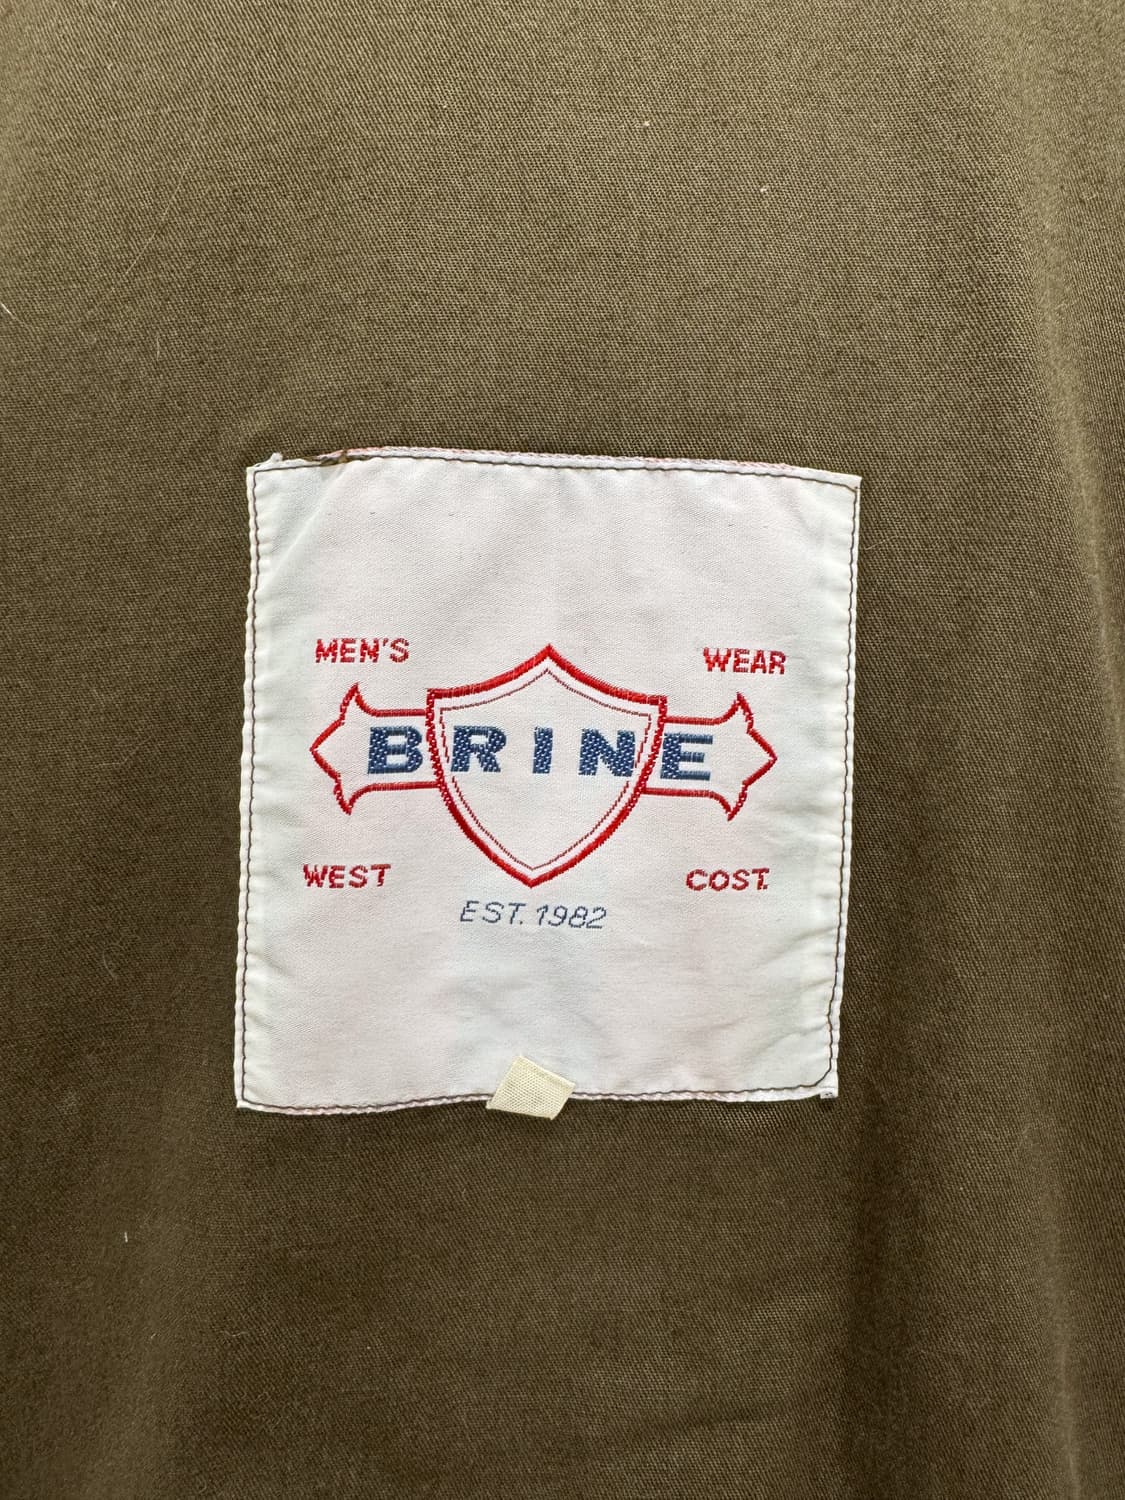 MEN'S WEAR
BRINE
WEST COST.
EST. 1982